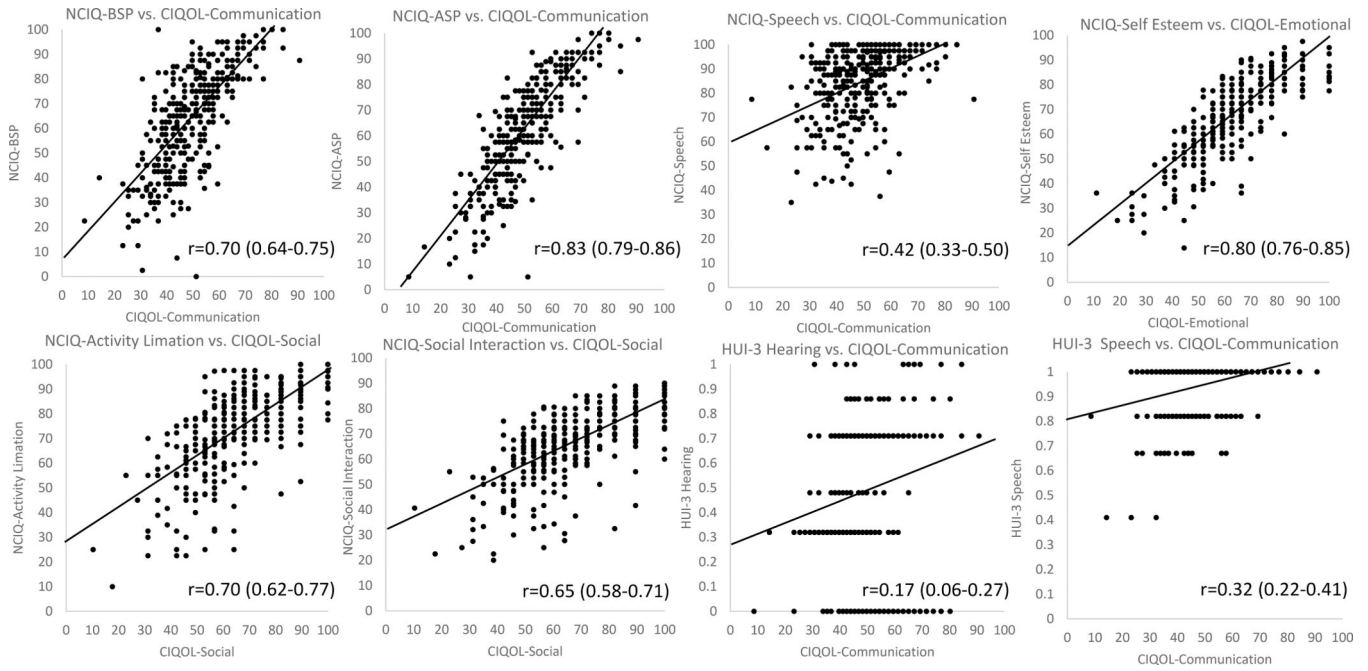 NCIQ-BSP vs. CIQOL-Communication
NCIQ-BSP
100
90
80
70
60
50
40
30
20
10
0
r=0.70 (0.64-0.75)
0 10 20 30 40 50 60 70 80 90 100
CIQOL-Communication
NCIQ-ASP vs. CIQOL-Communication
NCIQ-ASP
100
90
80
70
60
50
40
30
20
10
0
r=0.83 (0.79-0.86)
0 10 20 30 40 50 60 70 80 90 100
CIQOL-Communication
NCIQ-Speech vs. CIQOL-Communication
NCIQ-Speech
100
90
80
70
60
50
40
30
20
10
0
r=0.42 (0.33-0.50)
0 10 20 30 40 50 60 70 80 90 100
CIQOL-Communication
NCIQ-Self Esteem vs. CIQOL-Emotional
NCIQ-Self Esteem
100
90
80
70
60
50
40
30
20
10
0
r=0.80 (0.76-0.85)
0 10 20 30 40 50 60 70 80 90 100
CIQOL-Emotional
NCIQ-Activity Limation vs. CIQOL-Social
NCIQ-Activity Limation
100
90
80
70
60
50
40
30
20
10
0
r=0.70 (0.62-0.77)
0 10 20 30 40 50 60 70 80 90 100
CIQOL-Social
NCIQ-Social Interaction vs. CIQOL-Social
NCIQ-Social Interaction
100
90
80
70
60
50
40
30
20
10
0
r=0.65 (0.58-0.71)
0 10 20 30 40 50 60 70 80 90 100
CIQOL-Social
HUI-3 Hearing vs. CIQOL-Communication
HUI-3 Hearing
1
0.9
0.8
0.7
0.6
0.5
0.4
0.3
0.2
0.1
0
r=0.17 (0.06-0.27)
0 10 20 30 40 50 60 70 80 90 100
CIQOL-Communication
HUI-3 Speech vs. CIQOL-Communication
HUI-3 Speech
1
0.9
0.8
0.7
0.6
0.5
0.4
0.3
0.2
0.1
0
r=0.32 (0.22-0.41)
0 10 20 30 40 50 60 70 80 90 100
CIQOL-Communication